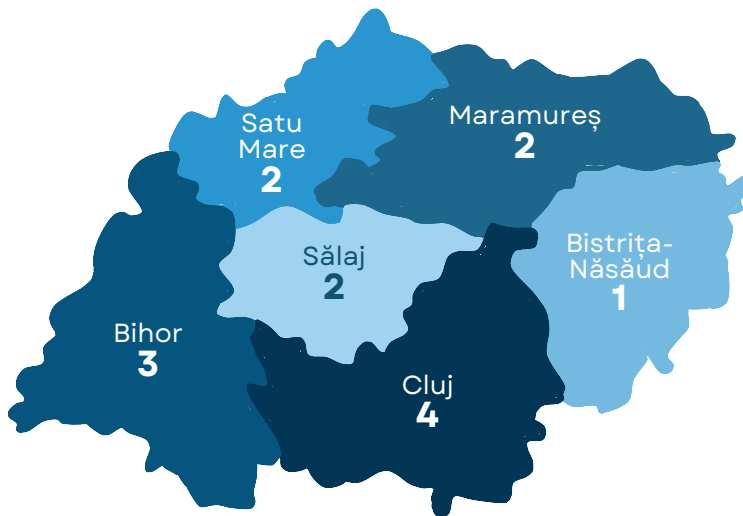 Satu
Mare
2
Maramureș
2
Bistrița-
Năsăud
1
Sălaj
2
Bihor
3
Cluj
4